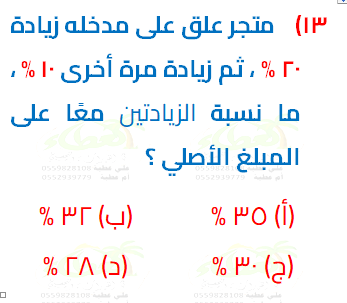 ١٣) متجر علق على مدخله زيادة
٢٠ % ، ثم زيادة مرة أخرى ١٠ % ،
ما نسبة الزيادتين معًا على
المبلغ الأصلي ؟
(أ) ٣٥ % (ب) ٣٢ %
(ج) ٣٠ % (د) ٢٨ %